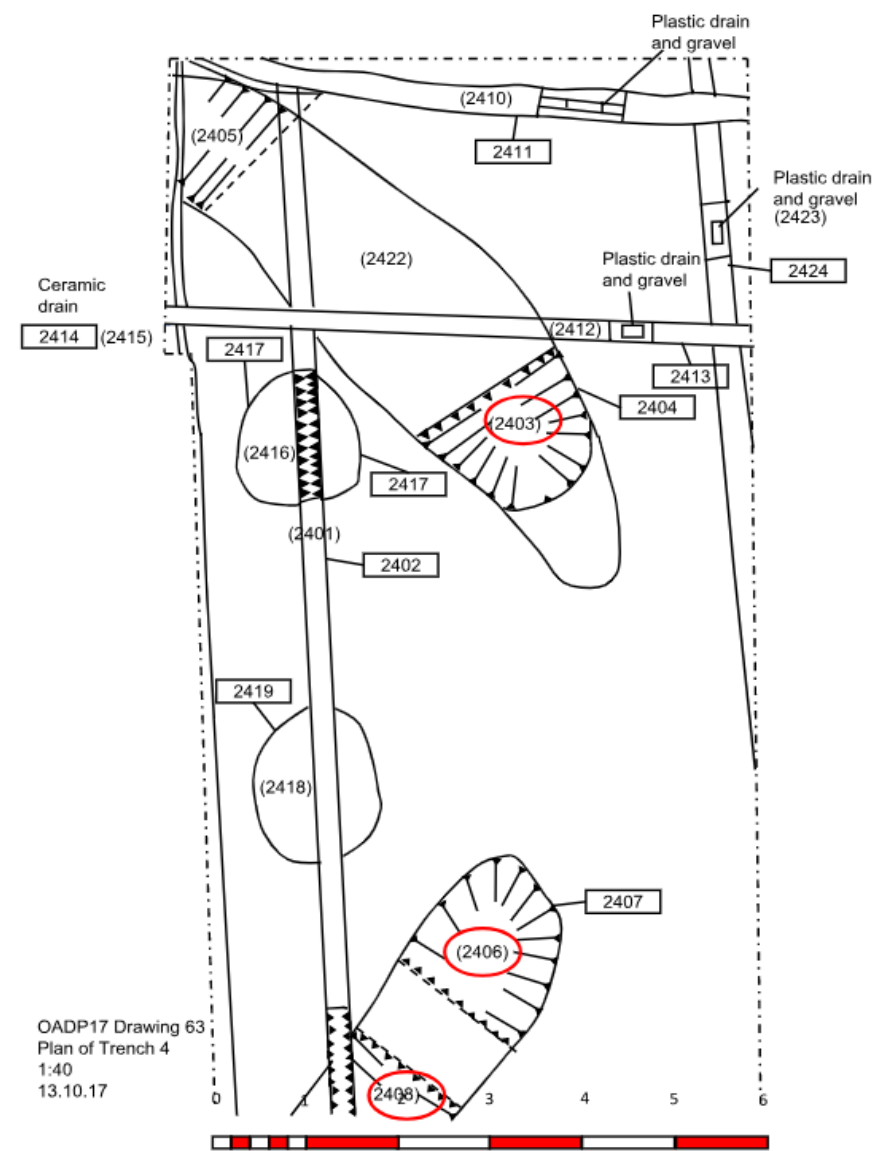 Plastic drain
and gravel
(2410)
2411
(2405)
Plastic drain
and gravel
(2423)
2424
(2422)
Plastic drain
and gravel
Ceramic
drain
2414 (2415)
(2412)
2413
2417
2404
(2403)
(2416)
2417
(2401)
2402
2419
(2418)
2407
(2406)
OADP17 Drawing 63
Plan of Trench 4
1:40
13.10.17
2408)
0 1 2 3 4 5 6